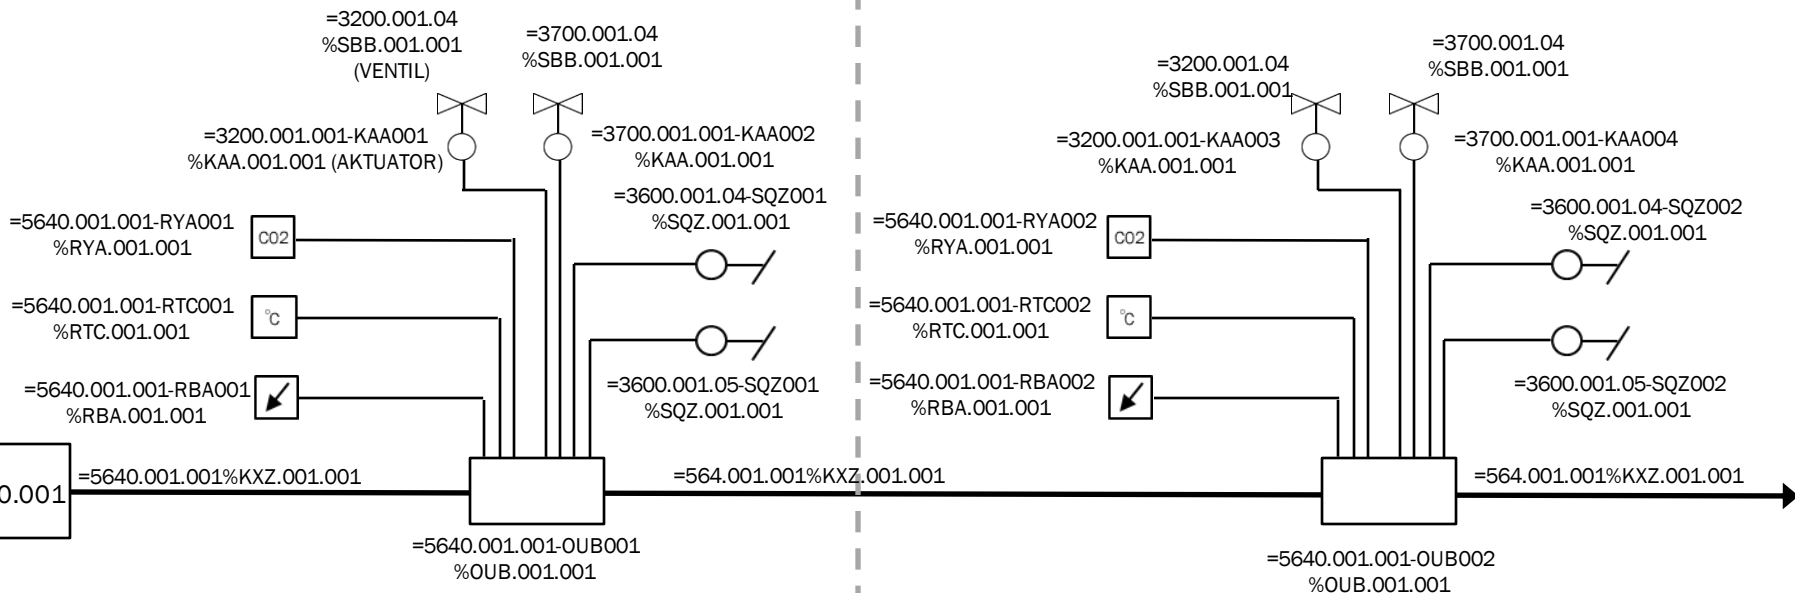 =3200.001.04
%SBB.001.001
(VENTIL)
=3700.001.04
%SBB.001.001
=3200.001.001-KAA001
%KAA.001.001 (AKTUATOR)
=3700.001.001-KAA002
%KAA.001.001
=3600.001.04-SQZ001
%SQZ.001.001
=5640.001.001-RYA001
%RYA.001.001
CO2
=5640.001.001-RTC001
%RTC.001.001
°C
=5640.001.001-RBA001
%RBA.001.001
=3600.001.05-SQZ001
%SQZ.001.001
0.001
=5640.001.001%KXZ.001.001
=564.001.001%KXZ.001.001
=5640.001.001-OUB001
%OUB.001.001
=3200.001.04
%SBB.001.001
=3700.001.04
%SBB.001.001
=3200.001.001-KAA003
%KAA.001.001
=3700.001.001-KAA004
%KAA.001.001
=3600.001.04-SQZ002
%SQZ.001.001
=5640.001.001-RYA002
%RYA.001.001
CO2
=5640.001.001-RTC002
%RTC.001.001
°C
=5640.001.001-RBA002
%RBA.001.001
=3600.001.05-SQZ002
%SQZ.001.001
=564.001.001%KXZ.001.001
=5640.001.001-OUB002
%OUB.001.001